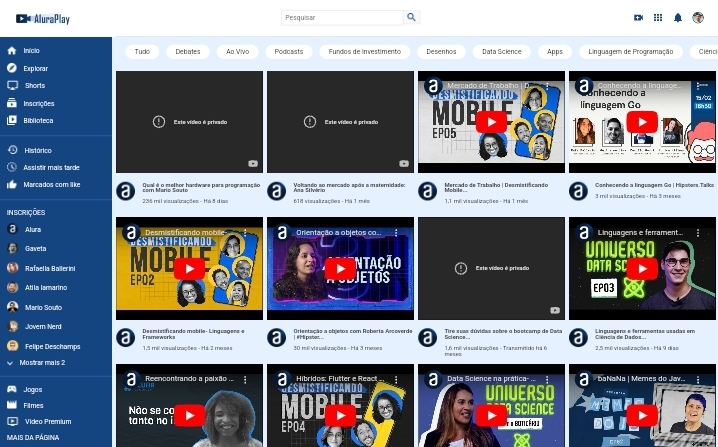 AluraPlay
Pesquisar
Início
Explorar
Shorts
Inscrições
Biblioteca
Histórico
Assistir mais tarde
Marcados com like
INSCRIÇÕES
Alura
Gaveta
Rafaella Ballerini
Atila Iamarino
Mario Souto
Jovem Nerd
Felipe Deschamps
Mostrar mais 2
Jogos
Filmes
Vídeo Premium
MAIS DA PÁGINA
Tudo
Debates
Ao Vivo
Podcasts
Fundos de Investimento
Desenhos
Data Science
Apps
Linguagem de Programação
Ciênci
Este vídeo é privado
Qual é o melhor hardware para programação
com Mario Souto
236 mil visualizações - Há 8 dias
Este vídeo é privado
Voltando ao mercado após a maternidade:
Ana Silvério
618 visualizações - Há 1 mês
Mercado de Trabalho | D...
DESMISTIFICANDO
MOBILE
EP05
Mercado de Trabalho | Desmistificando
Mobile...
1,1 mil visualizações - Há 1 mês
Conhecendo a linguage...
Conhecendo a
linguagem Go
15/02
18h50
Conhecendo a linguagem Go | Hipsters.Talks
3 mil visualizações - Há 3 meses
Desmistificando mobile-...
DESMISTIFICANDO
MOBILE
EP02
Desmistificando mobile- Linguagens e
Frameworks
1.5 mil visualizações - Há 2 meses
Orientação a objetos co...
ORIENTAÇÃO
A OBJETOS
Orientação a objetos com Roberta Arcoverde
| #Hipster...
30 mil visualizações - Há 3 meses
Este vídeo é privado
Tire suas dúvidas sobre o bootcamp de Data
Science...
1,6 mil visualizações - Transmitido há 6
meses
Linguagens e ferrament...
UNIVERSO
DATA SCIENCE
EP03
Linguagens e ferramentas usadas em
Ciência de Dados...
2,5 mil visualizações - Há 9 dias
Reencontrando a paixão ...
Não se co
tanto no i
Híbridos: Flutter e React...
DESMISTIFICANDO
MOBILE
EP04
Data Science na prática-...
UNIVERSO
DATA SCIENCE
BOTICÁRIO
baNaNa | Memes do Jav...